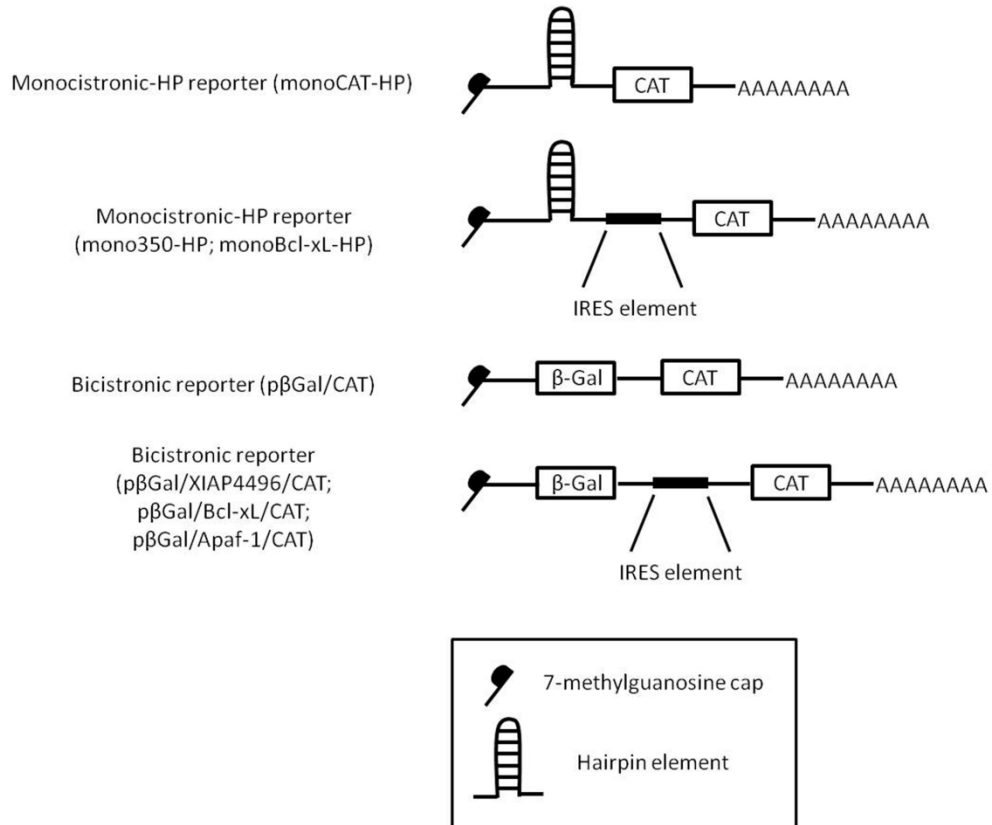 Monocistronic-HP reporter (monoCAT-HP)
CAT
AAAAAAAA
Monocistronic-HP reporter
(mono350-HP; monoBcl-xL-HP)
CAT
AAAAAAAA
IRES element
Bicistronic reporter (pβGal/CAT)
β-Gal
CAT
AAAAAAAA
Bicistronic reporter
(pβGal/XIAP4496/CAT;
pβGal/Bcl-xL/CAT;
pβGal/Apaf-1/CAT)
β-Gal
CAT
AAAAAAAA
IRES element
7-methylguanosine cap
Hairpin element